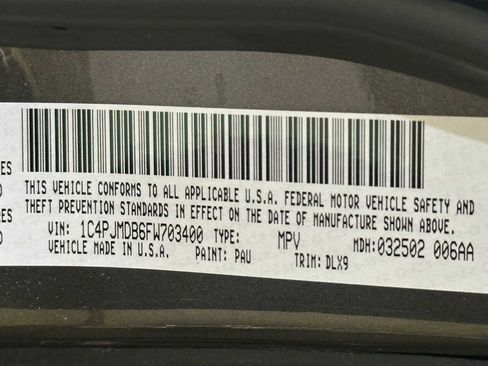 RES
THIS VEHICLE CONFORMS TO ALL APPLICABLE U.S.A. FEDERAL MOTOR VEHICLE SAFETY AND
THEFT PREVENTION STANDARDS IN EFFECT ON THE DATE OF MANUFACTURE SHOWN ABOVE.
VIN: 1C4PJMDB6FW703400 TYPE: MPV MDH: 032502 006AA
VEHICLE MADE IN U.S.A. PAINT: PAU TRIM: DLX9